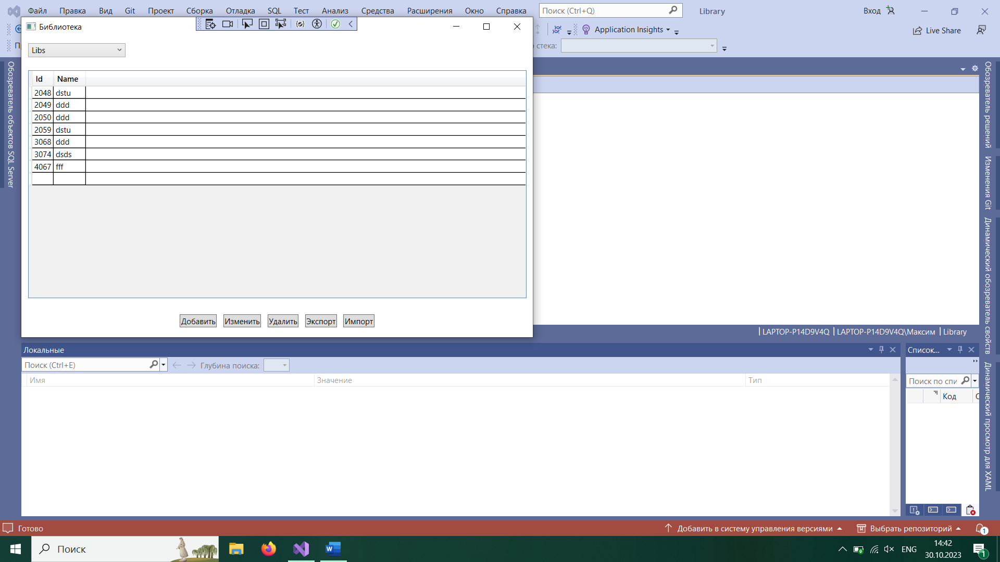 Файл Правка Вид Git Проект Сборка Отладка SQL Тест Анализ Средства Расширения Окно Справка Поиск (Ctrl+Q) Library Вход
Библиотека
Application Insights
Live Share
стека:
Libs
Id Name
2048 dstu
2049 ddd
2050 ddd
2059 dstu
3068 ddd
3074 dsds
4067 fff
Добавить Изменить Удалить Экспорт Импорт
Обозреватель объектов SQL Server
Обозреватель решений
Изменения Git
Динамический обозреватель свойств
Динамический просмотр для XAML
LAPTOP-P14D9V4Q LAPTOP-P14D9V4Q\Максим Library
Локальные
Поиск (Ctrl+E) Глубина поиска:
Имя Значение Тип
Список...
Поиск по спи
Код
Готово Добавить в систему управления версиями Выбрать репозиторий 1
Поиск
ENG
14:42
30.10.2023
1